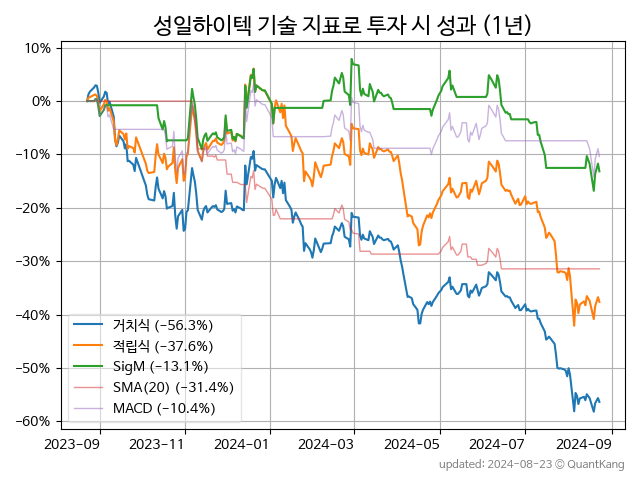 성일하이텍 기술 지표로 투자 시 성과 (1년)
10%
0%
−10%
−20%
−30%
−40%
−50%
−60%
거치식 (−56.3%)
적립식 (−37.6%)
SigM (−13.1%)
SMA(20) (−31.4%)
MACD (−10.4%)
2023−09
2023−11
2024−01
2024−03
2024−05
2024−07
2024−09
updated: 2024−08−23 © QuantKang